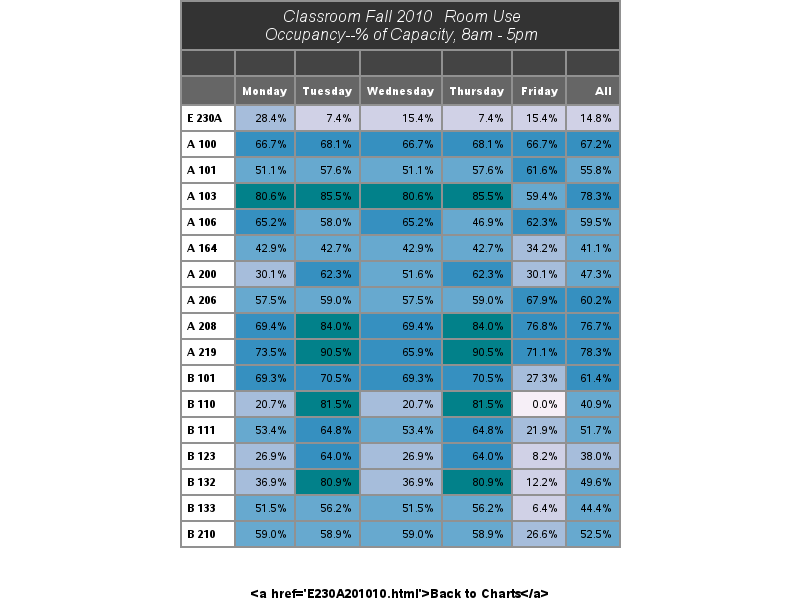 Classroom Fall 2010 Room Use
Occupancy--% of Capacity, 8am - 5pm
Monday Tuesday Wednesday Thursday Friday All
E 230A 28.4% 7.4% 15.4% 7.4% 15.4% 14.8%
A 100 66.7% 68.1% 66.7% 68.1% 66.7% 67.2%
A 101 51.1% 57.6% 51.1% 57.6% 61.6% 55.8%
A 103 80.6% 85.5% 80.6% 85.5% 59.4% 78.3%
A 106 65.2% 58.0% 65.2% 46.9% 62.3% 59.5%
A 164 42.9% 42.7% 42.9% 42.7% 34.2% 41.1%
A 200 30.1% 62.3% 51.6% 62.3% 30.1% 47.3%
A 206 57.5% 59.0% 57.5% 59.0% 67.9% 60.2%
A 208 69.4% 84.0% 69.4% 84.0% 76.8% 76.7%
A 219 73.5% 90.5% 65.9% 90.5% 71.1% 78.3%
B 101 69.3% 70.5% 69.3% 70.5% 27.3% 61.4%
B 110 20.7% 81.5% 20.7% 81.5% 0.0% 40.9%
B 111 53.4% 64.8% 53.4% 64.8% 21.9% 51.7%
B 123 26.9% 64.0% 26.9% 64.0% 8.2% 38.0%
B 132 36.9% 80.9% 36.9% 80.9% 12.2% 49.6%
B 133 51.5% 56.2% 51.5% 56.2% 6.4% 44.4%
B 210 59.0% 58.9% 59.0% 58.9% 26.6% 52.5%
&lt;a href='E230A201010.html'&gt;Back to Charts&lt;/a&gt;